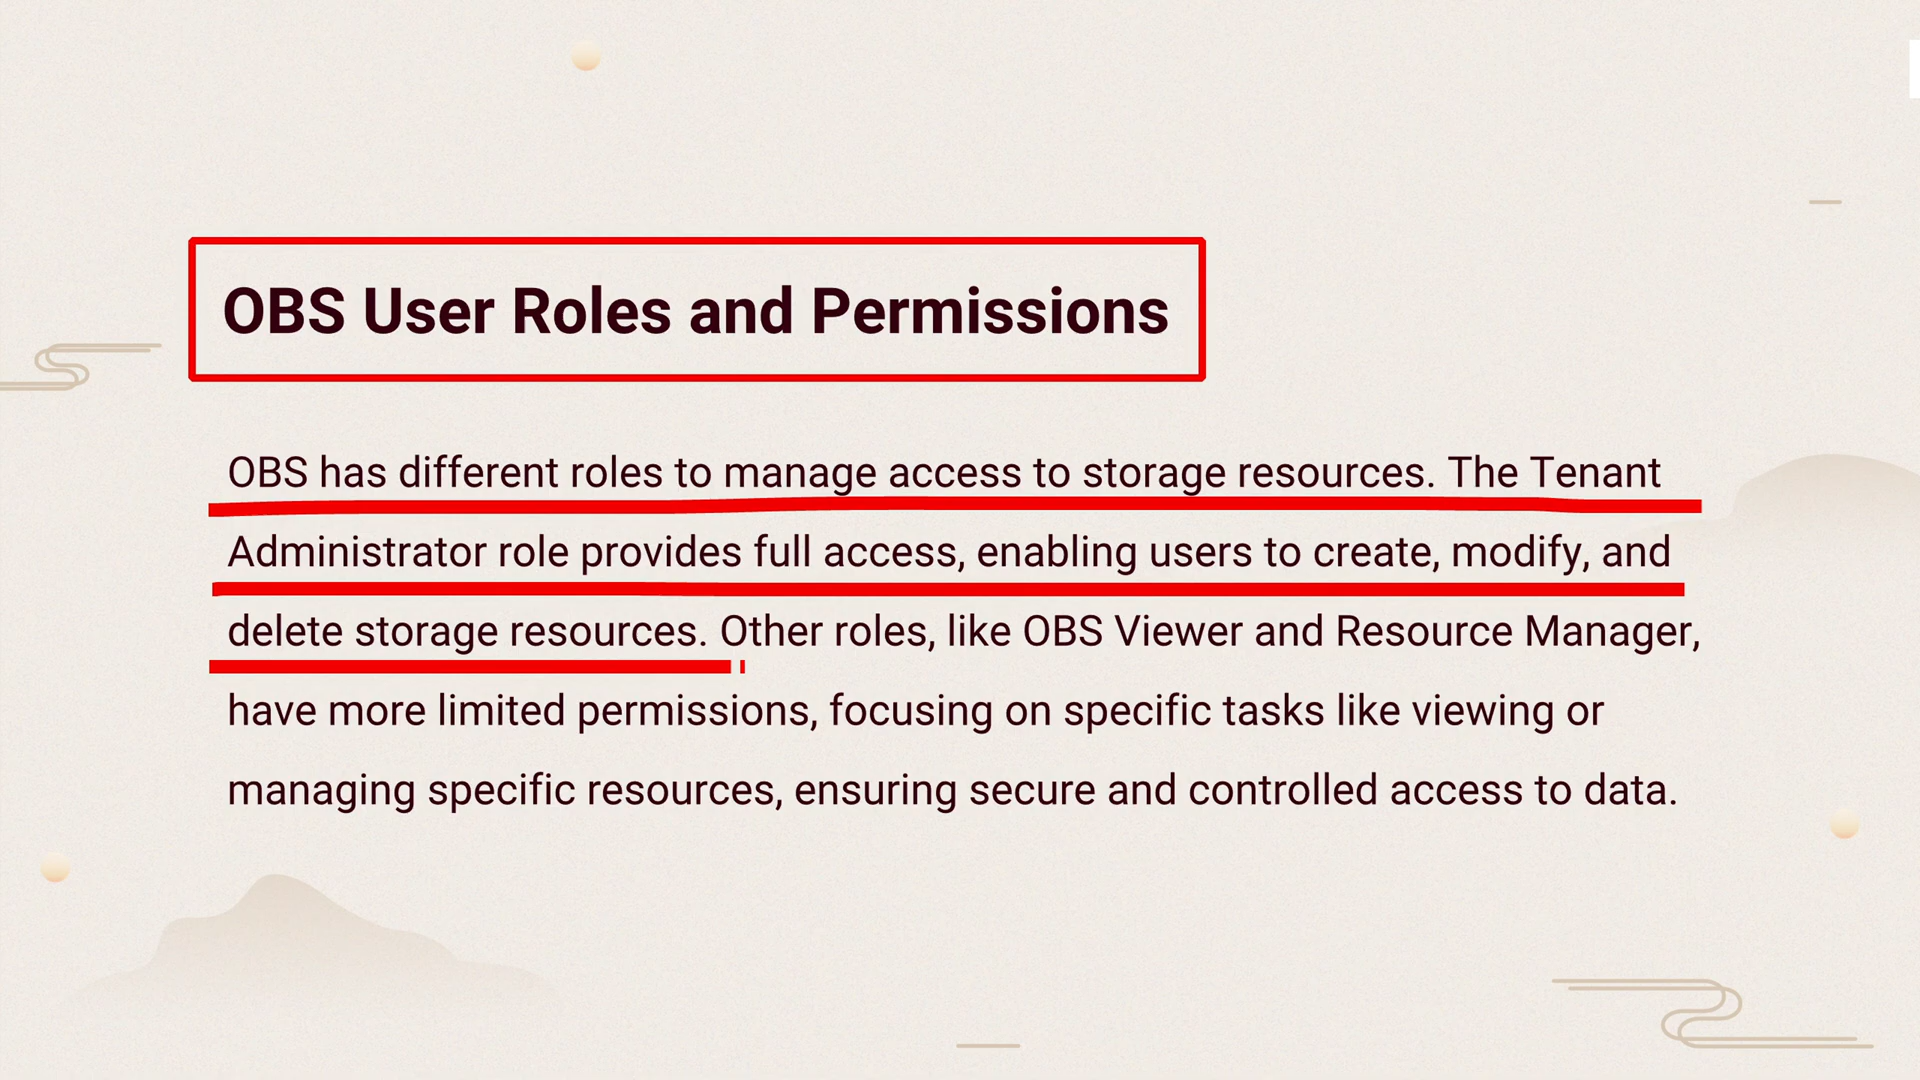 OBS User Roles and Permissions
OBS has different roles to manage access to storage resources. The Tenant
Administrator role provides full access, enabling users to create, modify, and
delete storage resources. Other roles, like OBS Viewer and Resource Manager,
have more limited permissions, focusing on specific tasks like viewing or
managing specific resources, ensuring secure and controlled access to data.